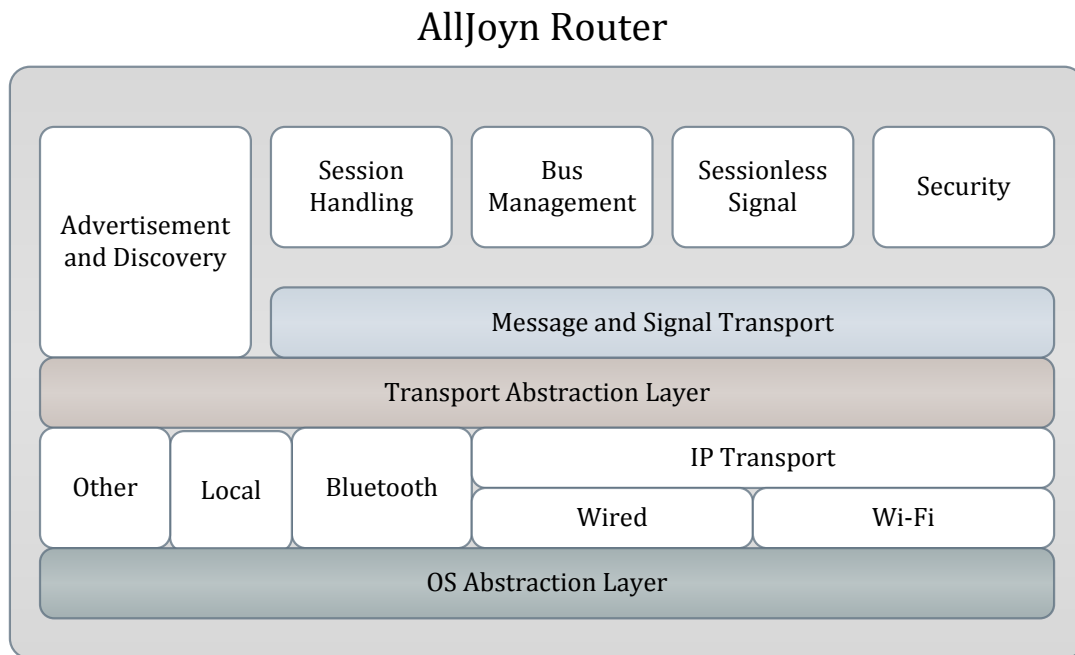 AllJoyn Router
Advertisement
and Discovery
Session
Handling
Bus
Management
Sessionless
Signal
Security
Message and Signal Transport
Transport Abstraction Layer
Other
Local
Bluetooth
IP Transport
Wired
Wi-Fi
OS Abstraction Layer